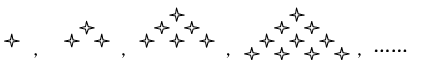 , , , , ......